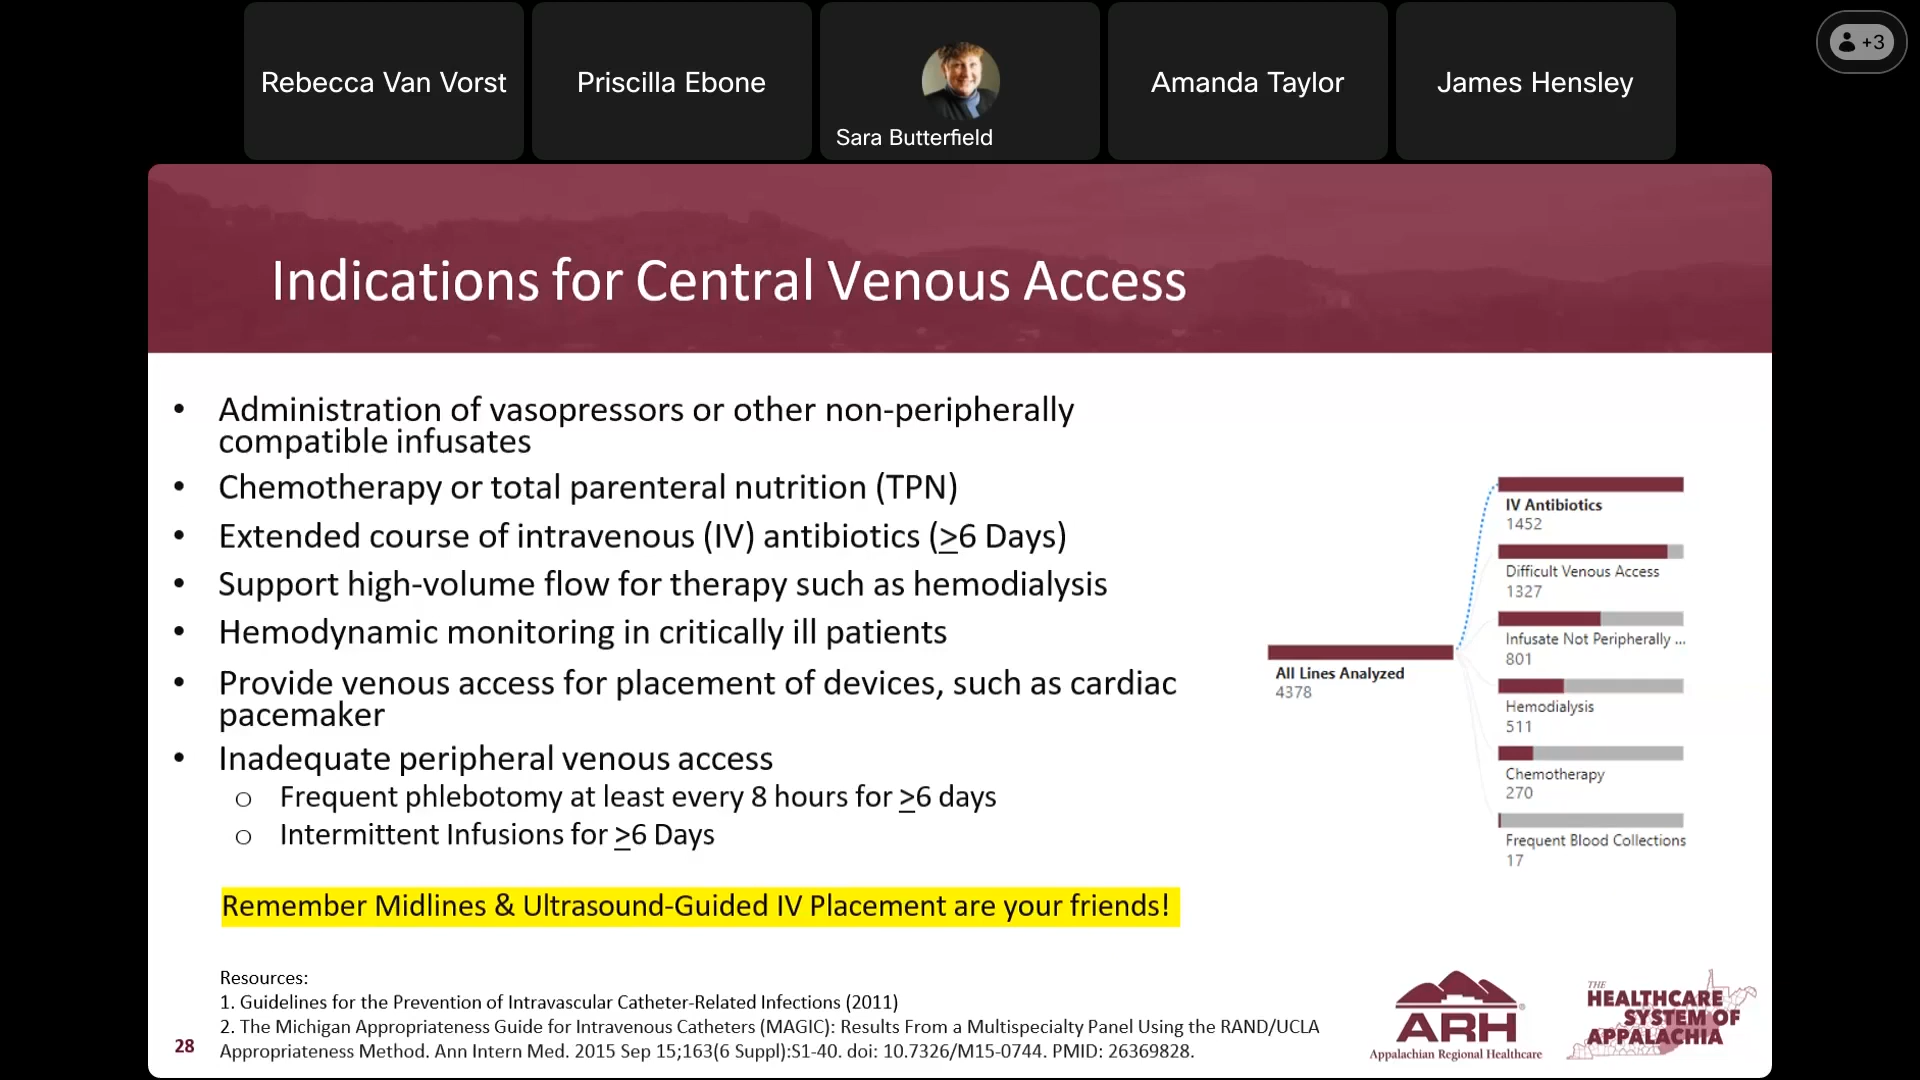 Rebecca Van Vorst
Priscilla Ebone
Sara Butterfield
Amanda Taylor
James Hensley
+3
Indications for Central Venous Access
• Administration of vasopressors or other non-peripherally
compatible infusates
• Chemotherapy or total parenteral nutrition (TPN)
• Extended course of intravenous (IV) antibiotics (>6 Days)
• Support high-volume flow for therapy such as hemodialysis
• Hemodynamic monitoring in critically ill patients
• Provide venous access for placement of devices, such as cardiac
pacemaker
• Inadequate peripheral venous access
o Frequent phlebotomy at least every 8 hours for >6 days
o Intermittent Infusions for >6 Days
Remember Midlines & Ultrasound-Guided IV Placement are your friends!
All Lines Analyzed
4378
IV Antibiotics
1452
Difficult Venous Access
1327
Infusate Not Peripherally ...
801
Hemodialysis
511
Chemotherapy
270
Frequent Blood Collections
17
Resources:
1. Guidelines for the Prevention of Intravascular Catheter-Related Infections (2011)
2. The Michigan Appropriateness Guide for Intravenous Catheters (MAGIC): Results From a Multispecialty Panel Using the RAND/UCLA
Appropriateness Method. Ann Intern Med. 2015 Sep 15;163(6 Suppl):S1-40. doi: 10.7326/M15-0744. PMID: 26369828.
28
ARH®
Appalachian Regional Healthcare
THE
HEALTHCARE
SYSTEM OF
APPALACHIA